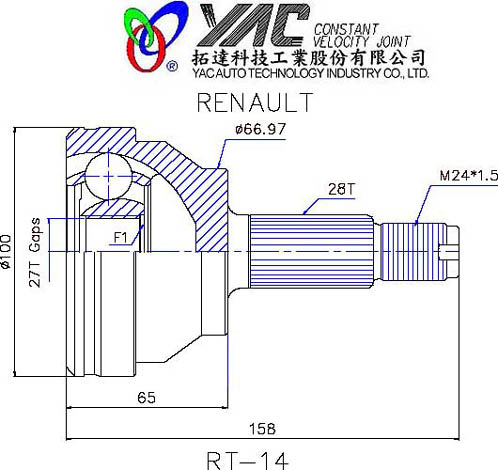 YAC CONSTANT
VELOCITY JOINT
®
拓達科技工業股份有限公司
YAC AUTO TECHNOLOGY INDUSTRY CO., LTD.
RENAULT
ø66.97
28T
M24*1.5
F1
27T Gaps
ø100
65
158
RT-14